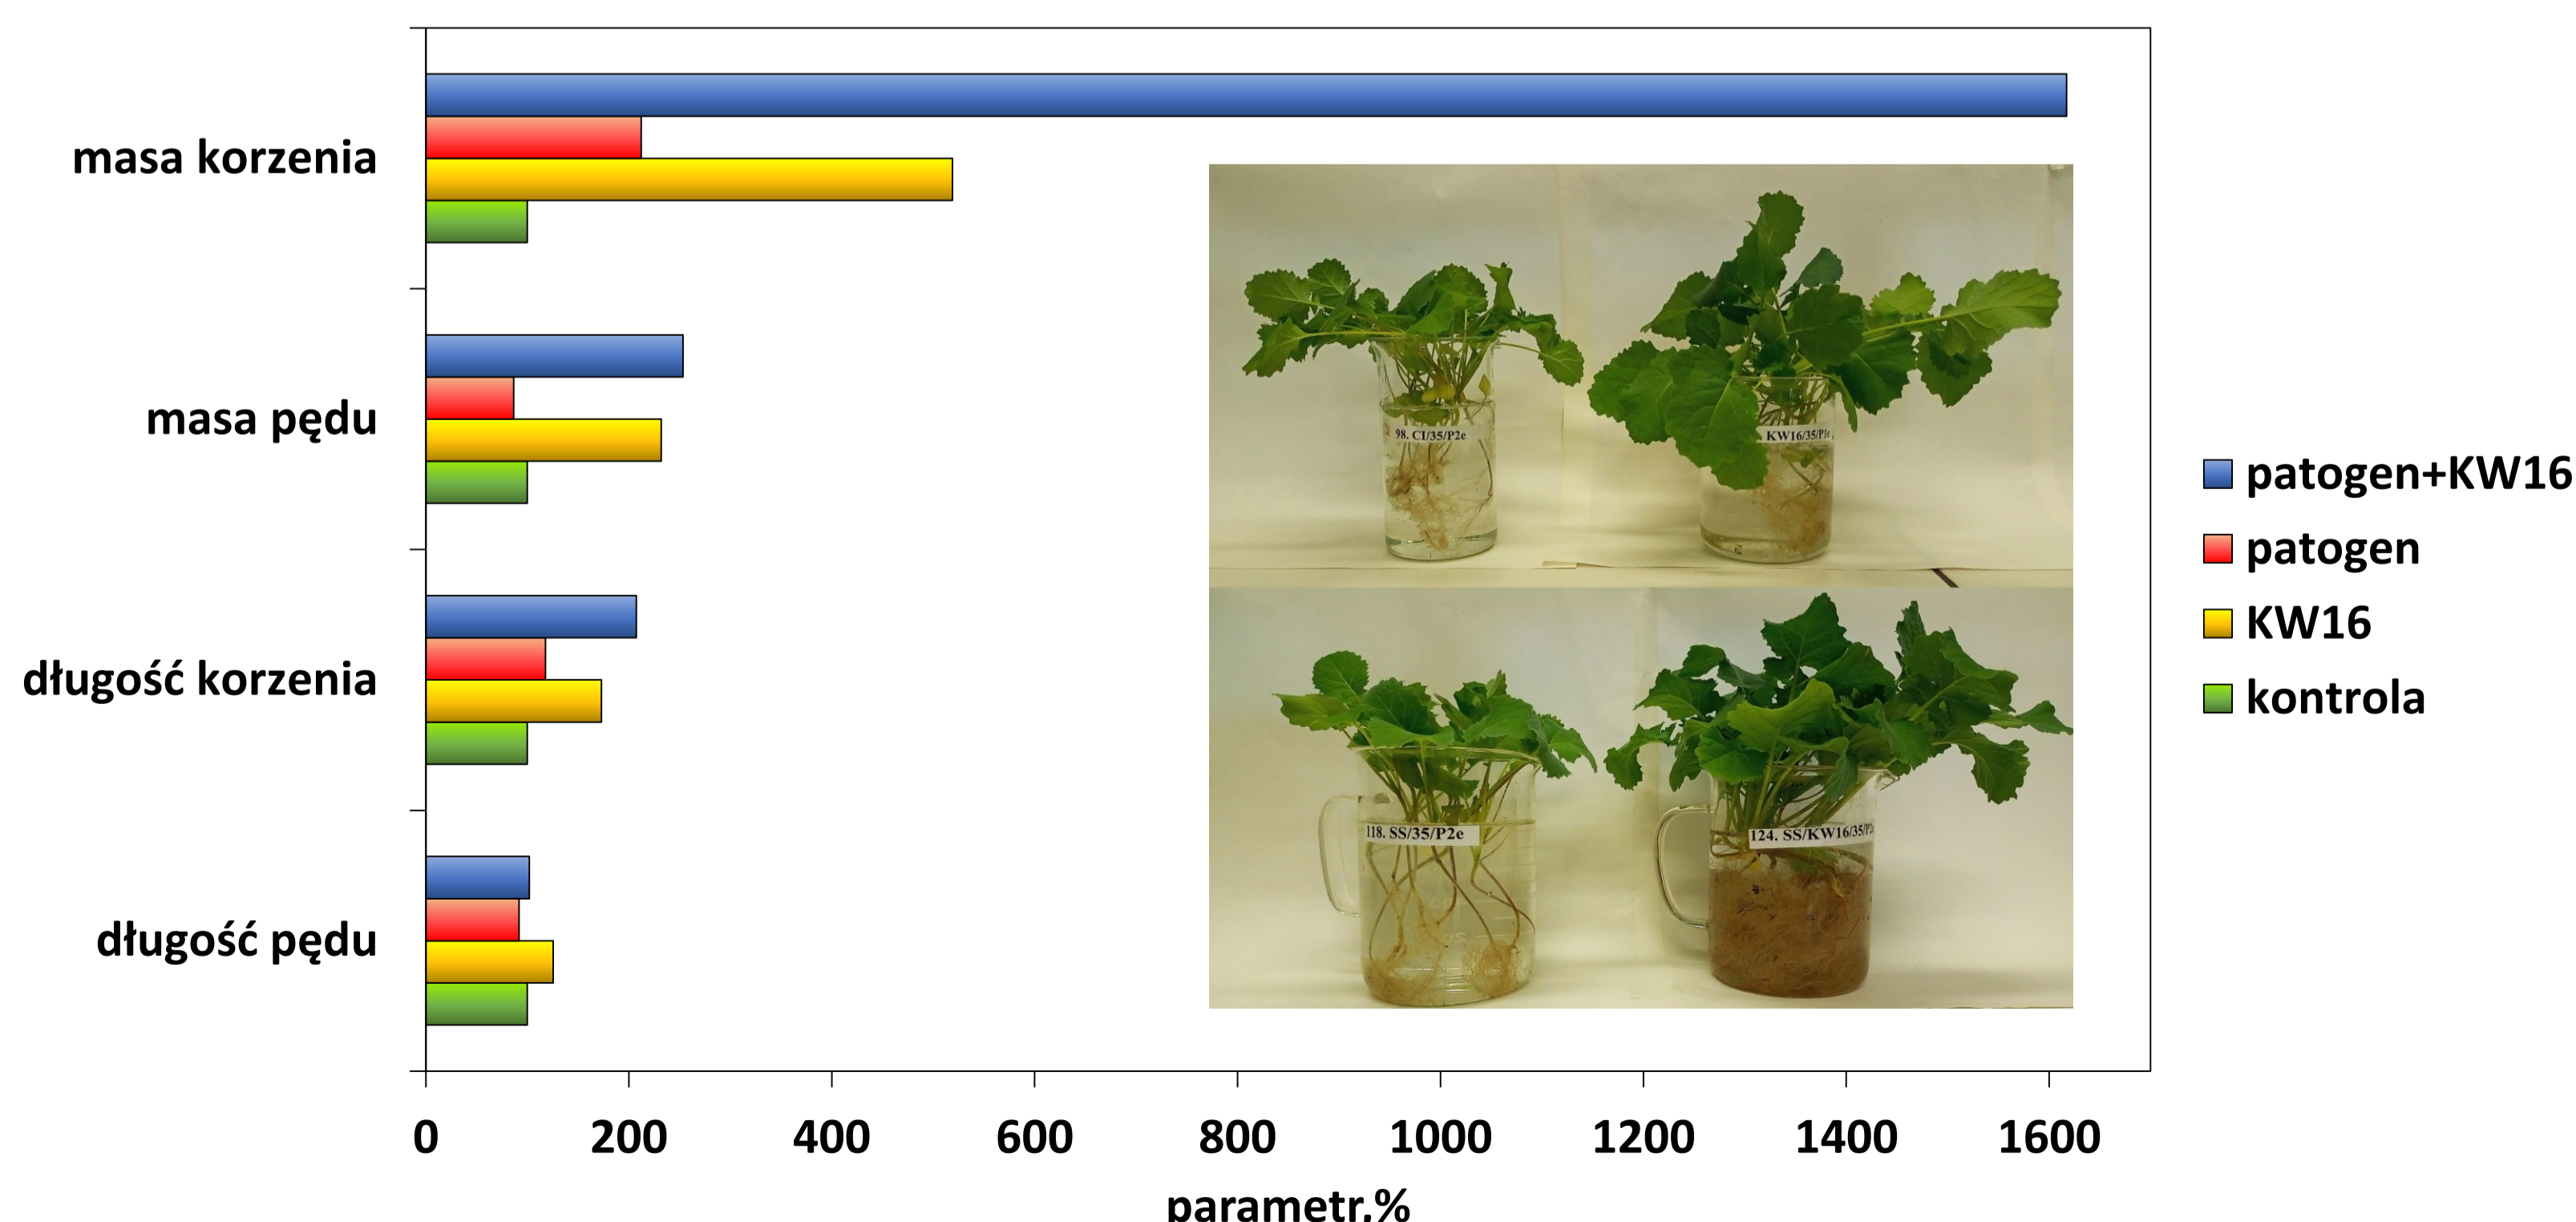 masa korzenia
masa pędu
długość korzenia
długość pędu
98. CI/35/P2e
KW16/35/P1e
118. SS/35/P2e
124. SS/KW16/35/P2e
patogen+KW16
patogen
KW16
kontrola
0 200 400 600 800 1000 1200 1400 1600
parametr,%